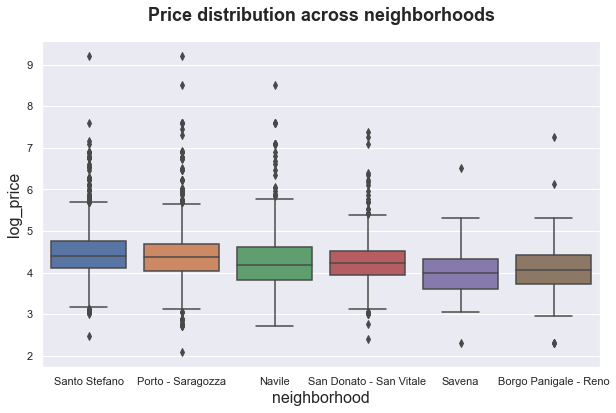 Price distribution across neighborhoods
9
8
7
6
5
4
3
2
log_price
Santo Stefano Porto - Saragozza Navile San Donato - San Vitale Savena Borgo Panigale - Reno
neighborhood